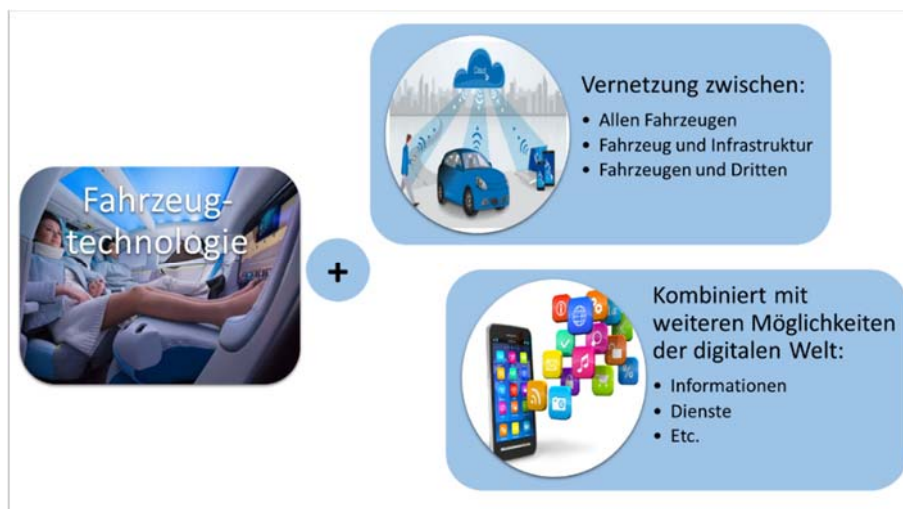 Fahrzeug-
technologie
+
Cloud
Vernetzung zwischen:
• Allen Fahrzeugen
• Fahrzeug und Infrastruktur
• Fahrzeugen und Dritten
Kombiniert mit
weiteren Möglichkeiten
der digitalen Welt:
• Informationen
• Dienste
• Etc.